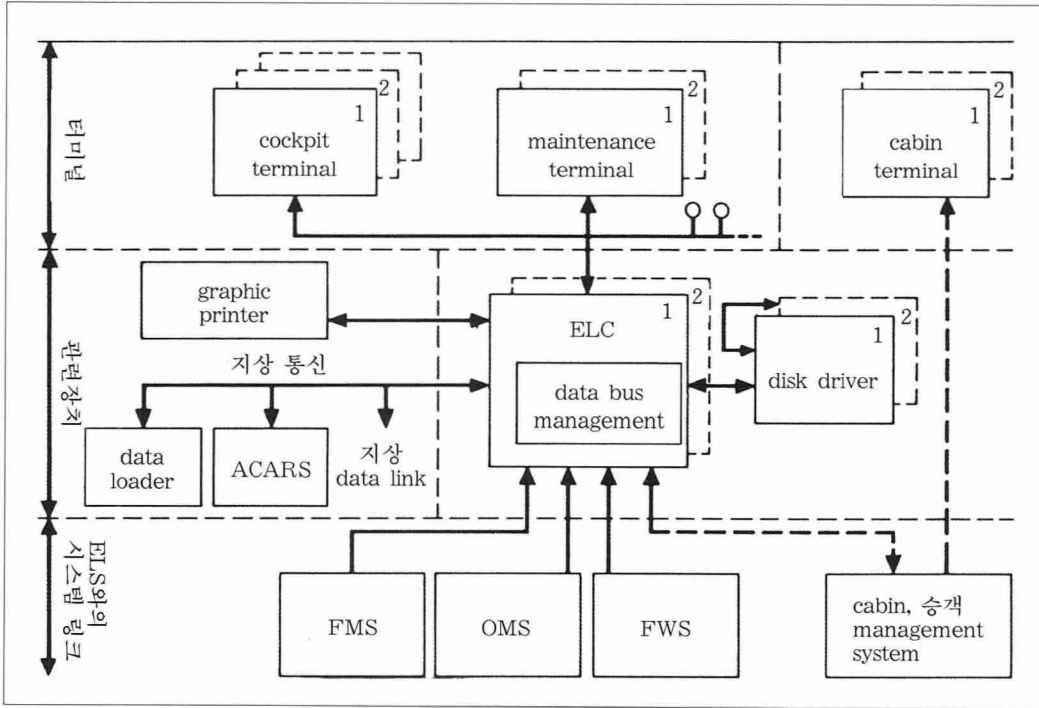 터미널
2
1
cockpit
terminal
2
1
maintenance
terminal
2
1
cabin
terminal
관련장치
graphic
printer
2
1
ELC
data bus
management
2
1
disk driver
지상 통신
data
loader
ACARS
지상
data link
ELS와의
시스템 링크
FMS
OMS
FWS
cabin, 승객
management
system